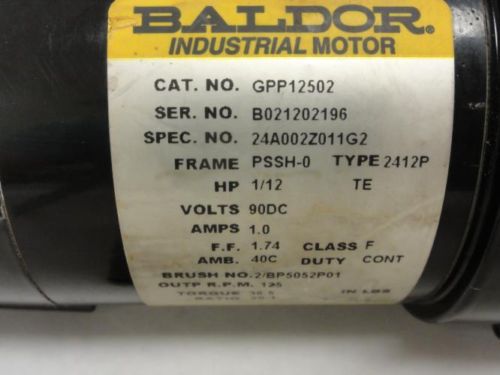 BALDOR®
INDUSTRIAL MOTOR
CAT. NO. GPP12502
SER. NO. B021202196
SPEC. NO. 24A002Z011G2
FRAME PSSH-0 TYPE 2412P
HP 1/12 TE
VOLTS 90DC
AMPS 1.0
F.F. 1.74 CLASS F
AMB. 40C DUTY CONT
BRUSH NO. 2/BP5052P01
OUTP R.P.M. 125
TORQUE IN LBS
RATIO